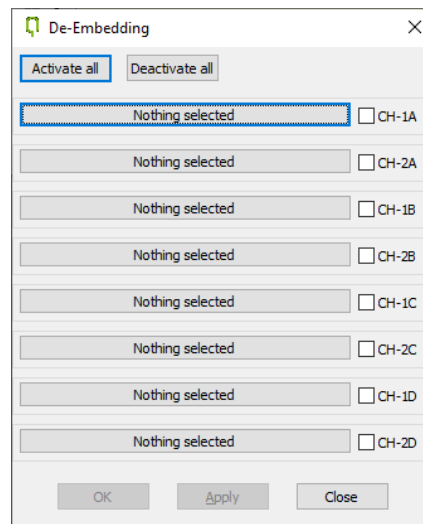 De-Embedding
Activate all Deactivate all
Nothing selected CH-1A
Nothing selected CH-2A
Nothing selected CH-1B
Nothing selected CH-2B
Nothing selected CH-1C
Nothing selected CH-2C
Nothing selected CH-1D
Nothing selected CH-2D
OK Apply Close